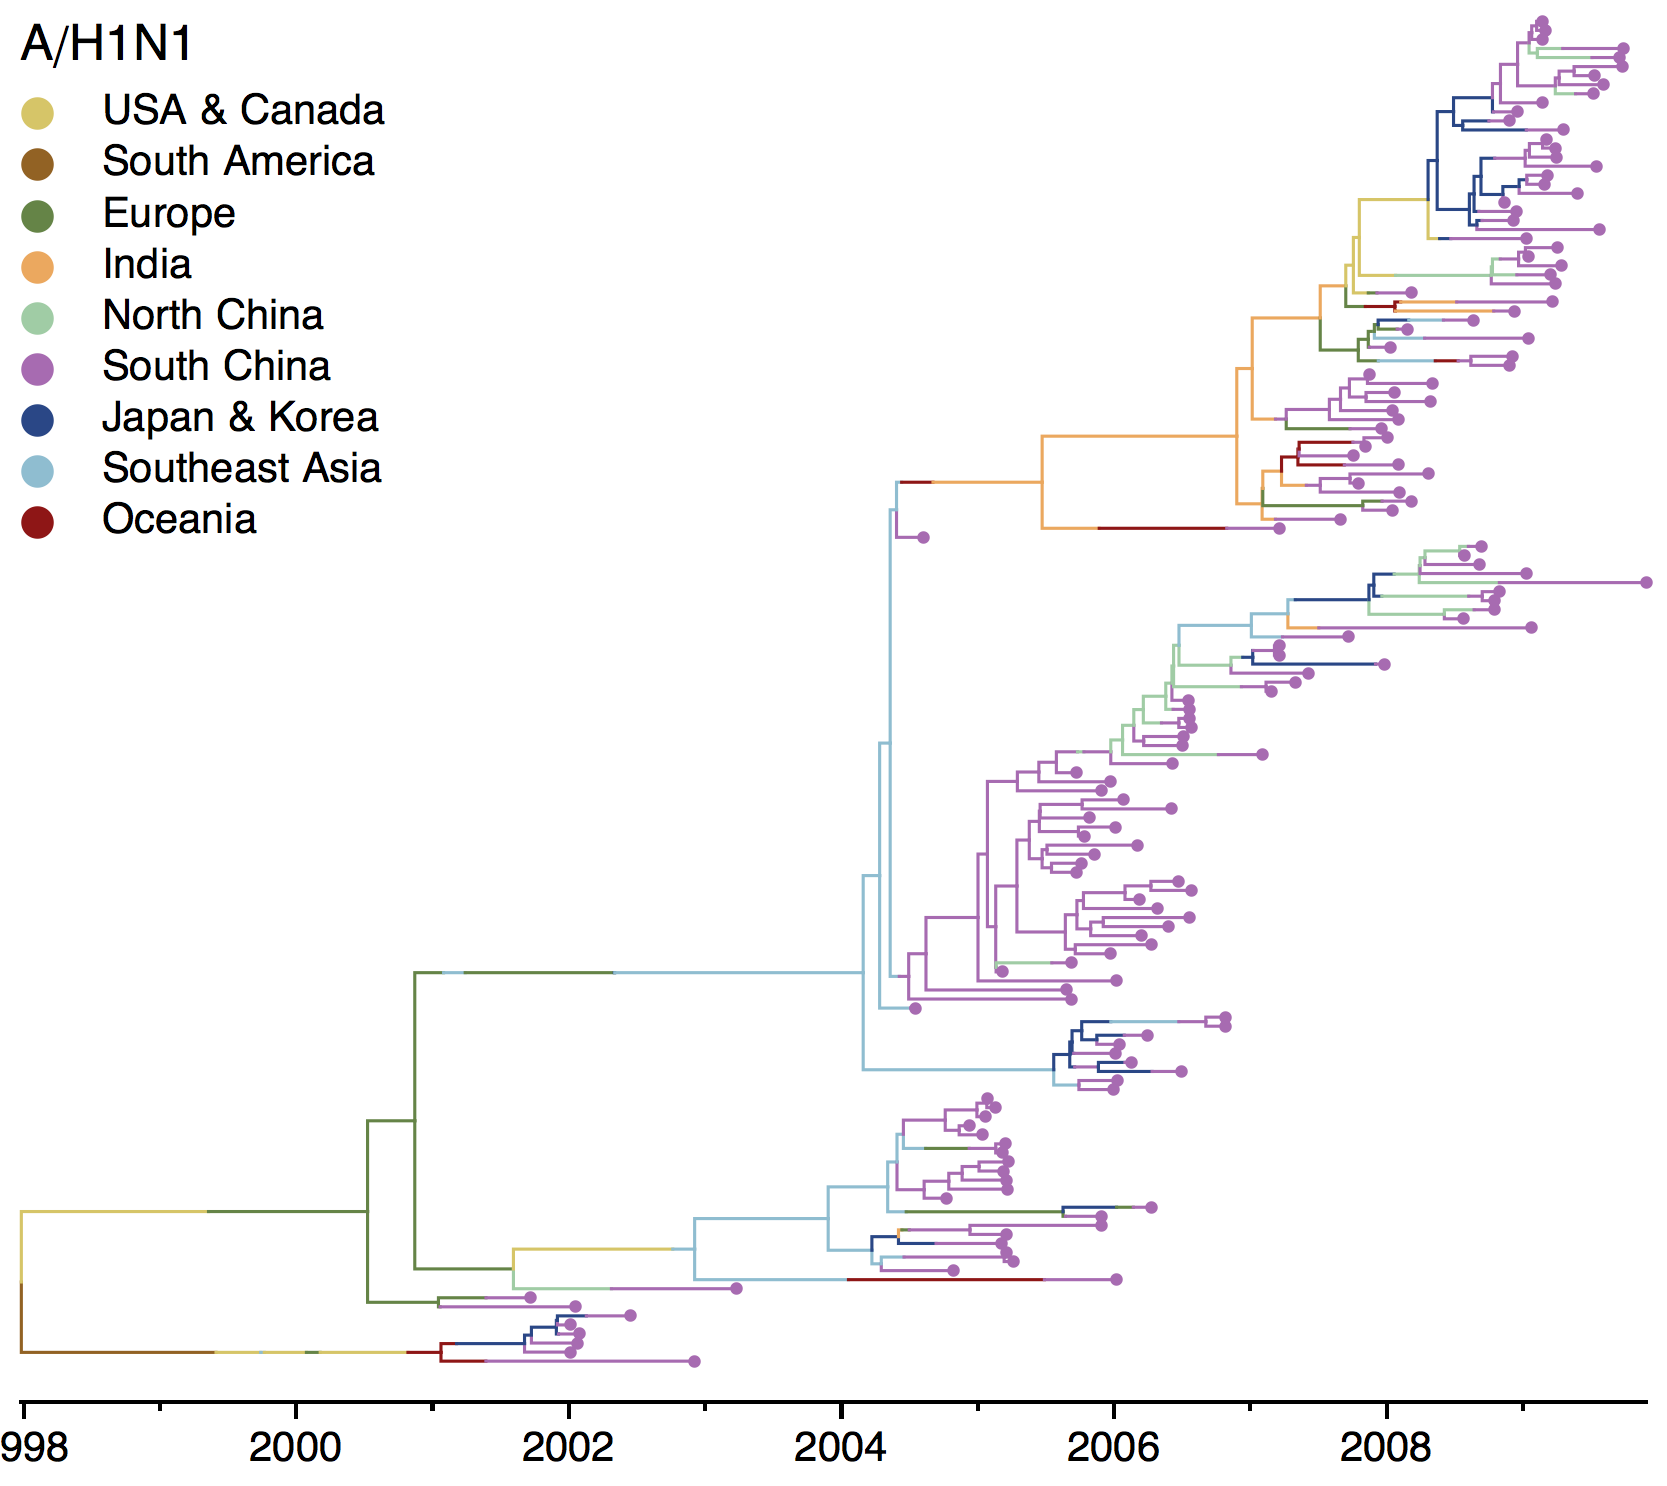 A/H1N1
USA & Canada
South America
Europe
India
North China
South China
Japan & Korea
Southeast Asia
Oceania
998 2000 2002 2004 2006 2008